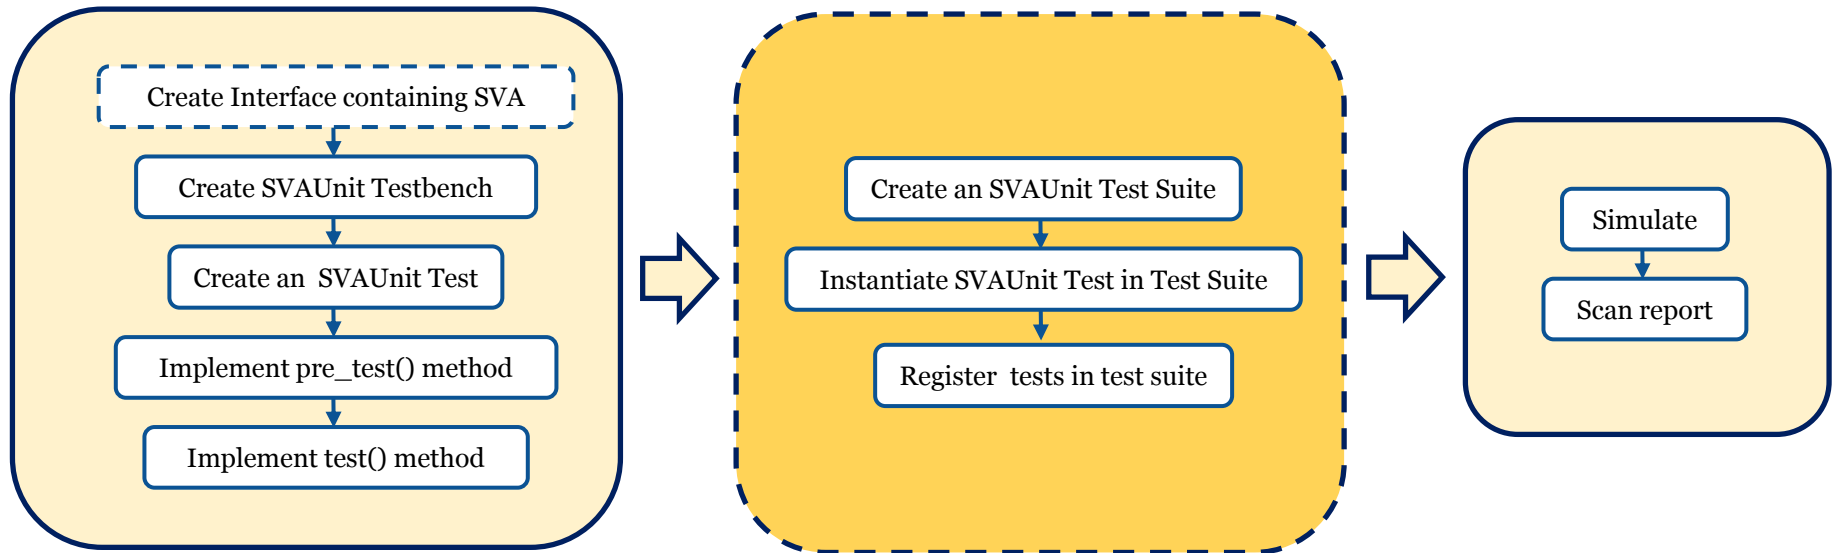 Create Interface containing SVA
Create SVAUnit Testbench
Create an SVAUnit Test
Implement pre_test() method
Implement test() method
Create an SVAUnit Test Suite
Instantiate SVAUnit Test in Test Suite
Register tests in test suite
Simulate
Scan report